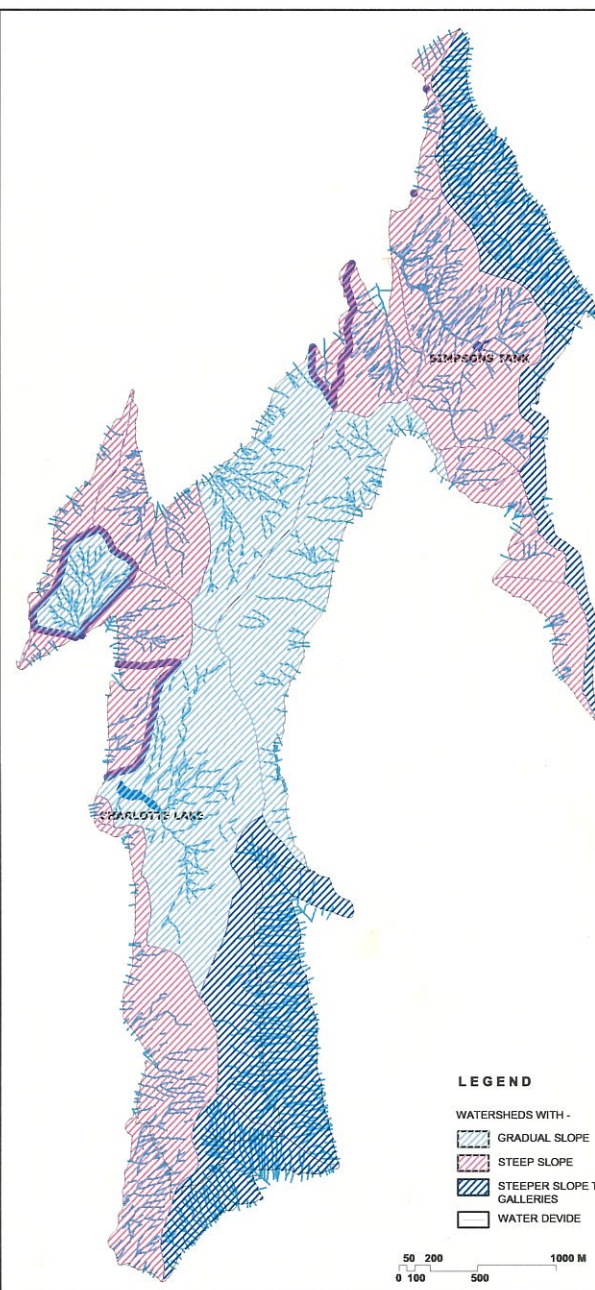 SIMPSONS TANK
CHARLOTTE LAKE
LEGEND
WATERSHEDS WITH -
GRADUAL SLOPE
STEEP SLOPE
STEEPER SLOPE T
GALLERIES
WATER DEVIDE
50 200 1000 M
0 100 500